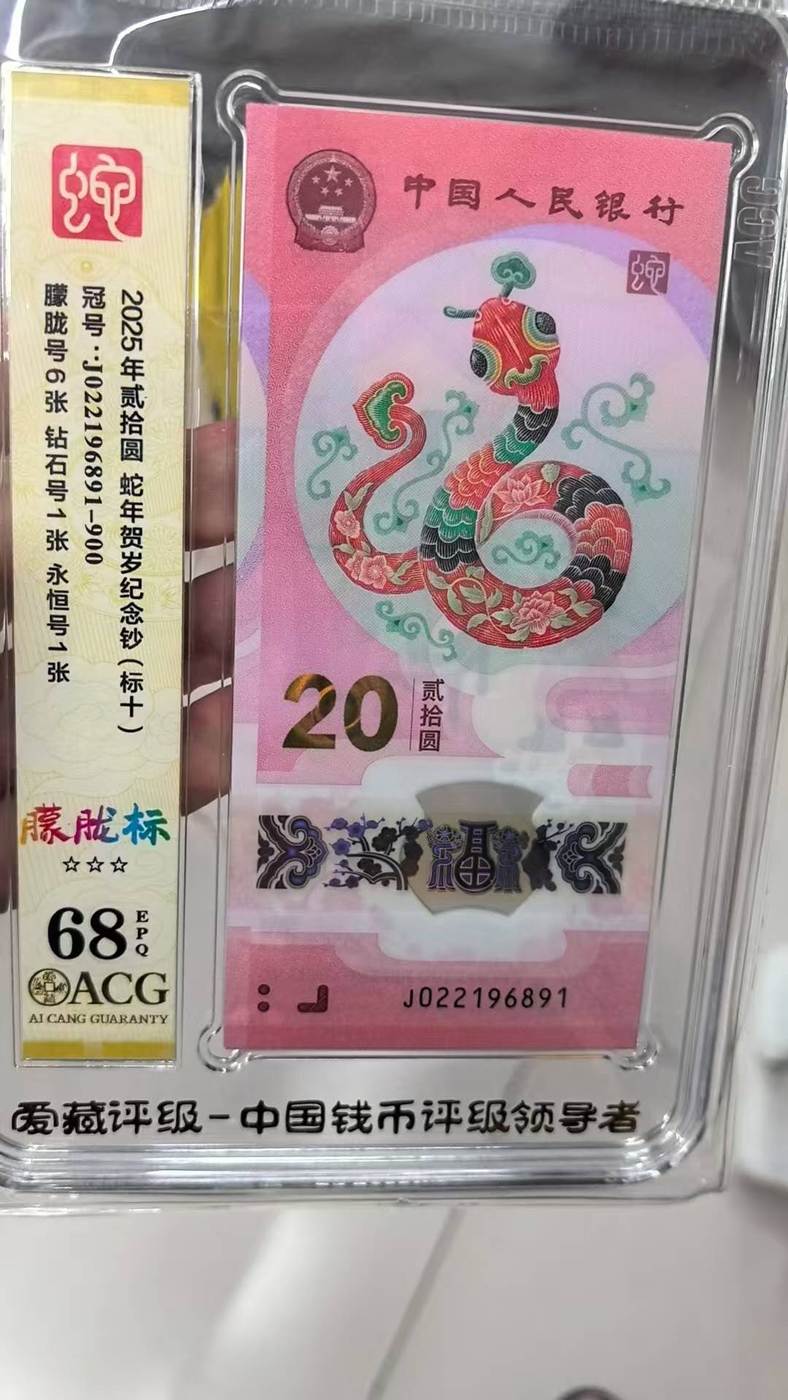 蛇
2025年贰拾圆 蛇年贺岁纪念钞(标十)
冠号:J022196891-900
朦胧号6张 钻石号1张 永恒号1张
朦胧标
☆☆☆
68 EPQ
ACG
AI CANG GUARANTY
中国人民银行
蛇
20 贰拾圆
福
J022196891
爱藏评级-中国钱币评级领导者
ACG